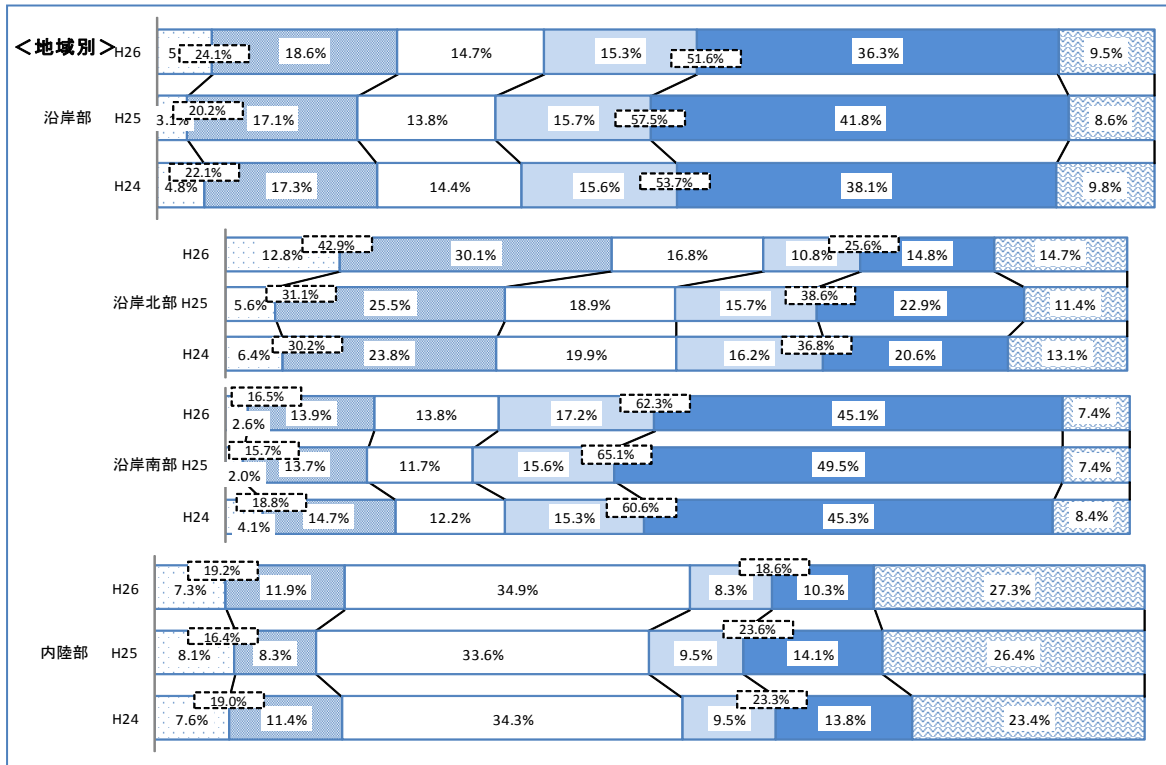 ＜地域別＞
24.1% 51.6%
H26 5 18.6% 14.7% 15.3% 36.3% 9.5%
20.2% 57.5%
沿岸部 H25 3.1% 17.1% 13.8% 15.7% 41.8% 8.6%
22.1% 53.7%
H24 4.8% 17.3% 14.4% 15.6% 38.1% 9.8%
42.9% 25.6%
H26 12.8% 30.1% 16.8% 10.8% 14.8% 14.7%
31.1% 38.6%
沿岸北部 H25 5.6% 25.5% 18.9% 15.7% 22.9% 11.4%
30.2% 36.8%
H24 6.4% 23.8% 19.9% 16.2% 20.6% 13.1%
16.5% 62.3%
H26 2.6% 13.9% 13.8% 17.2% 45.1% 7.4%
15.7% 65.1%
沿岸南部 H25 2.0% 13.7% 11.7% 15.6% 49.5% 7.4%
18.8% 60.6%
H24 4.1% 14.7% 12.2% 15.3% 45.3% 8.4%
19.2% 18.6%
H26 7.3% 11.9% 34.9% 8.3% 10.3% 27.3%
16.4% 23.6%
内陸部 H25 8.1% 8.3% 33.6% 9.5% 14.1% 26.4%
19.0% 23.3%
H24 7.6% 11.4% 34.3% 9.5% 13.8% 23.4%